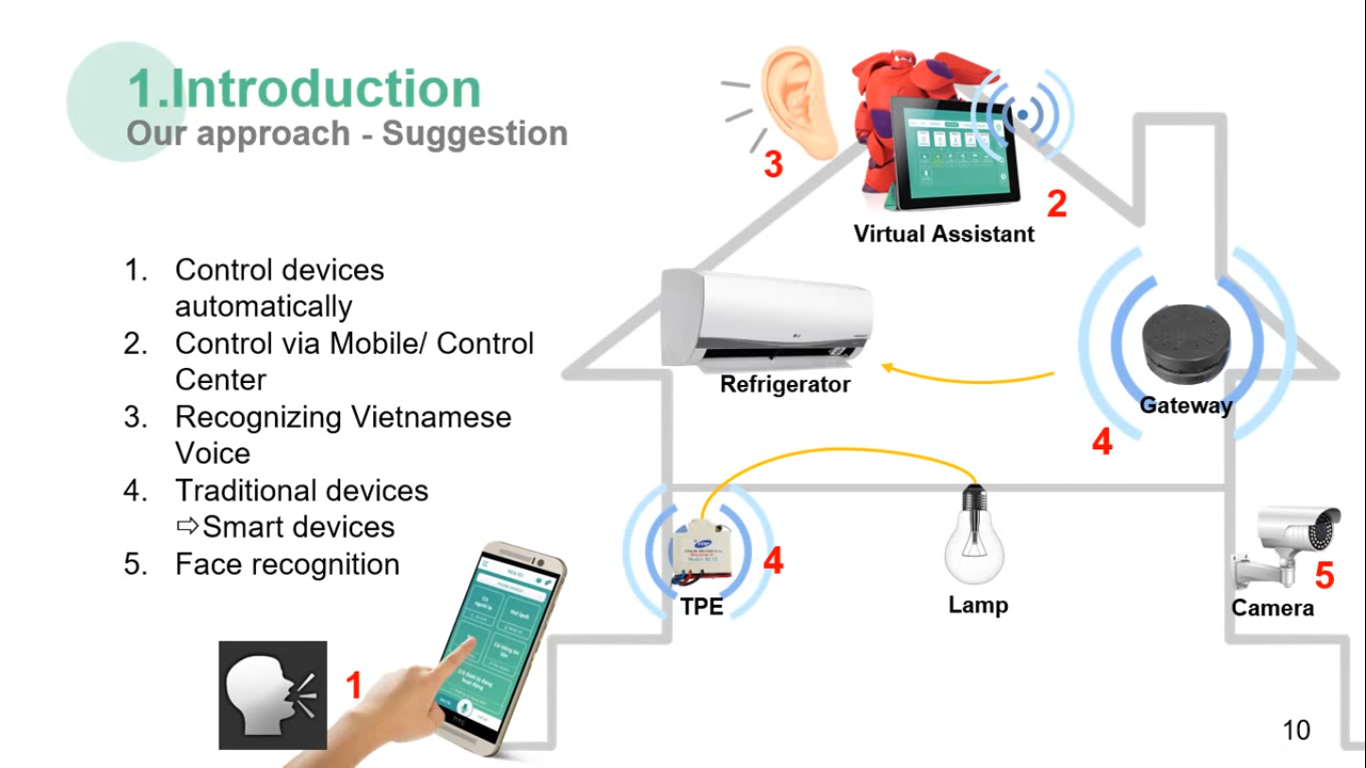 1.Introduction
Our approach - Suggestion
1. Control devices
automatically
2. Control via Mobile/ Control
Center
3. Recognizing Vietnamese
Voice
4. Traditional devices
⇨Smart devices
5. Face recognition
3
2
Virtual Assistant
Refrigerator
Gateway
4
4
TPE
Lamp
5
Camera
1
10